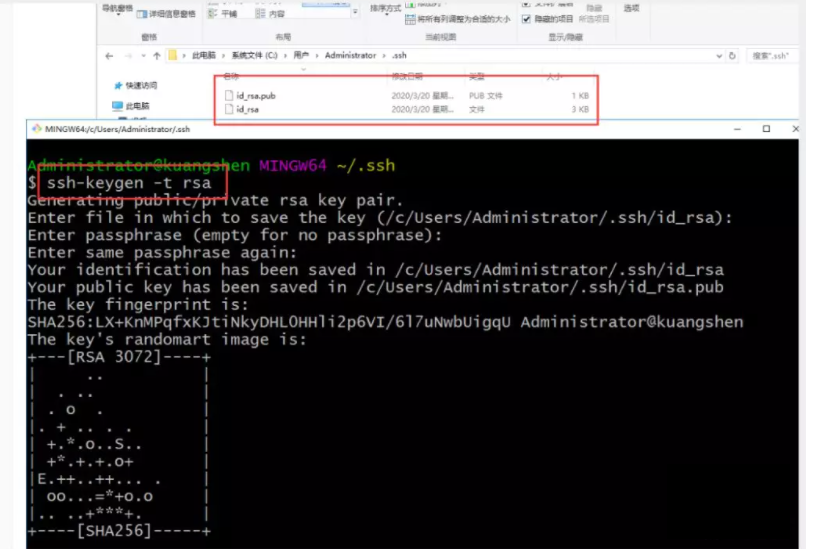 导航窗格
详细信息窗格
平铺
内容
排序方式
将所有列调整为合适的大小
隐藏的项目
隐藏
所选项目
选项
窗格
布局
当前视图
显示/隐藏
此电脑 › 系统文件 (C:) › 用户 › Administrator › .ssh
搜索".ssh"
名称 修改日期 类型 大小
快速访问
id_rsa.pub 2020/3/20 星期... PUB 文件 1 KB
此电脑
id_rsa 2020/3/20 星期... 文件 3 KB
MINGW64:/c/Users/Administrator/.ssh
Administrator@kuangshen MINGW64 ~/.ssh
$ ssh-keygen -t rsa
Generating public/private rsa key pair.
Enter file in which to save the key (/c/Users/Administrator/.ssh/id_rsa):
Enter passphrase (empty for no passphrase):
Enter same passphrase again:
Your identification has been saved in /c/Users/Administrator/.ssh/id_rsa
Your public key has been saved in /c/Users/Administrator/.ssh/id_rsa.pub
The key fingerprint is:
SHA256:LX+KnMPqfxKJtiNkyDHLOHHli2p6VI/6l7uNwbUigqU Administrator@kuangshen
The key's randomart image is:
+---[RSA 3072]----+
|      ..         |
|   . ..          |
|  . o  .         |
|. + .. . .       |
| +.*.o..S..      |
| +*.+.+.o+       |
|E.++..++... .    |
| oo...=*+o.o     |
|.. ..+***+.      |
+----[SHA256]-----+